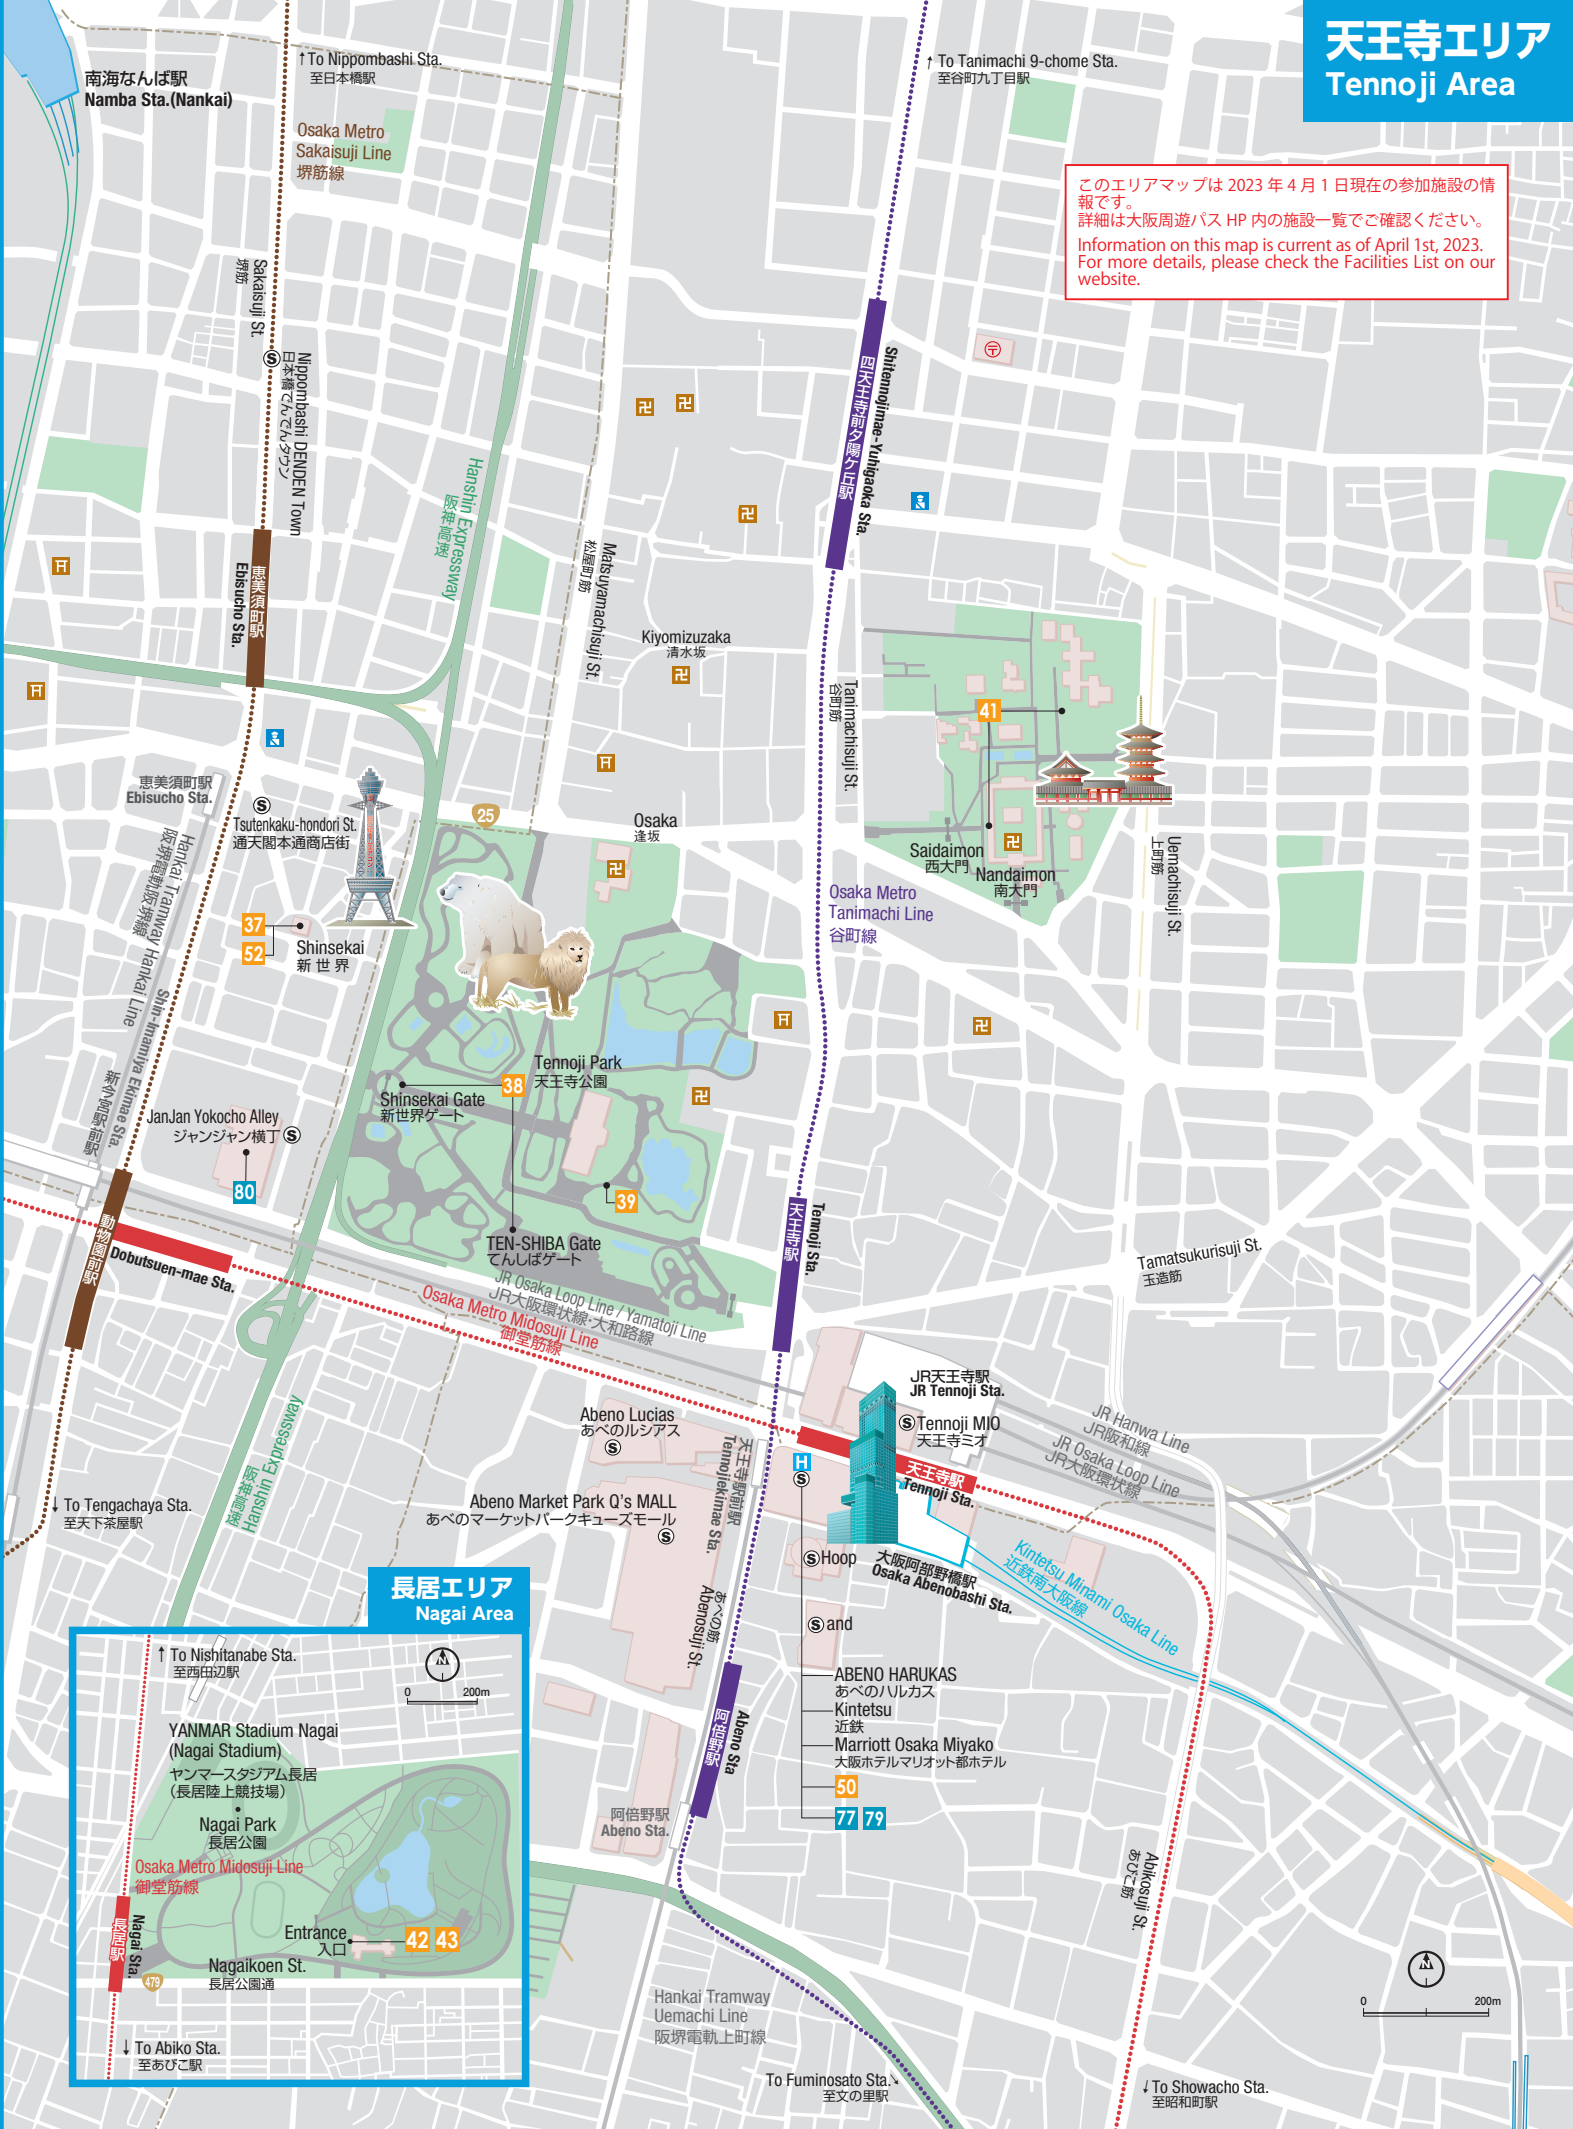 天王寺エリア
Tennoji Area
このエリアマップは 2023 年 4 月 1 日現在の参加施設の情
報です。
詳細は大阪周遊パス HP 内の施設一覧でご確認ください。
Information on this map is current as of April 1st, 2023.
For more details, please check the Facilities List on our
website.
南海なんば駅
Namba Sta.(Nankai)
↑To Nippombashi Sta.
至日本橋駅
Osaka Metro
Sakaisuji Line
堺筋線
↑ To Tanimachi 9-chome Sta.
至谷町九丁目駅
Sakaisuji St.
堺筋
S
Nippombashi DENDEN Town
日本橋でんでんタウン
Hanshin Expressway
阪神高速
Matsuyamachisuji St.
松屋町筋
Shitennojimae-Yuhigaoka Sta.
四天王寺前夕陽ケ丘駅
〒
恵美須町駅
Ebisucho Sta.
Kiyomizuzaka
清水坂
Tanimachisuji St.
谷町筋
41
恵美須町駅
Ebisucho Sta.
S
Tsutenkaku-hondori St.
通天閣本通商店街
25
Osaka
逢坂
Saidaimon
西大門
Nandaimon
南大門
Uemachisuji St.
上町筋
Hankai Tramway Hankai Line
阪堺電軌阪堺線
Osaka Metro
Tanimachi Line
谷町線
37
52
Shinsekai
新 世 界
Shin-Imamiya Ekimae Sta.
新今宮駅前駅
Tennoji Park
天王寺公園
38
Shinsekai Gate
新世界ゲート
JanJan Yokocho Alley
ジャンジャン横丁 S
80
39
動物園前駅
Dobutsuen-mae Sta.
TEN-SHIBA Gate
てんしばゲート
天王寺駅
Tennoji Sta.
Tamatsukurisuji St.
玉造筋
JR Osaka Loop Line / Yamatoji Line
JR大阪環状線・大和路線
Osaka Metro Midosuji Line
御堂筋線
JR天王寺駅
JR Tennoji Sta.
S Tennoji MIO
天王寺ミオ
JR Hanwa Line
JR阪和線
JR Osaka Loop Line
JR大阪環状線
Abeno Lucias
あべのルシアス
S
天王寺駅前駅
Tennojiekimae Sta.
H
S
天王寺駅
Tennoji Sta.
Hanshin Expressway
阪神高速
↓ To Tengachaya Sta.
至天下茶屋駅
Abeno Market Park Q's MALL
あべのマーケットパークキューズモール
S
S Hoop
大阪阿部野橋駅
Osaka Abenobashi Sta.
Kintetsu Minami Osaka Line
近鉄南大阪線
あべの筋
Abenosuji St.
S and
ABENO HARUKAS
あべのハルカス
Kintetsu
近鉄
Marriott Osaka Miyako
大阪ホテルマリオット都ホテル
50
77 79
阿倍野駅
Abeno Sta
阿倍野駅
Abeno Sta.
Abikosuji St.
あびこ筋
Hankai Tramway
Uemachi Line
阪堺電軌上町線
To Fuminosato Sta.↘
至文の里駅
↓To Showacho Sta.
至昭和町駅
N
0 200m
長居エリア
Nagai Area
↑ To Nishitanabe Sta.
至西田辺駅
N
0 200m
YANMAR Stadium Nagai
(Nagai Stadium)
ヤンマースタジアム長居
（長居陸上競技場）
Nagai Park
長居公園
Osaka Metro Midosuji Line
御堂筋線
長居駅
Nagai Sta.
Entrance
入口
42 43
Nagaikoen St.
長居公園通
479
↓ To Abiko Sta.
至あびこ駅